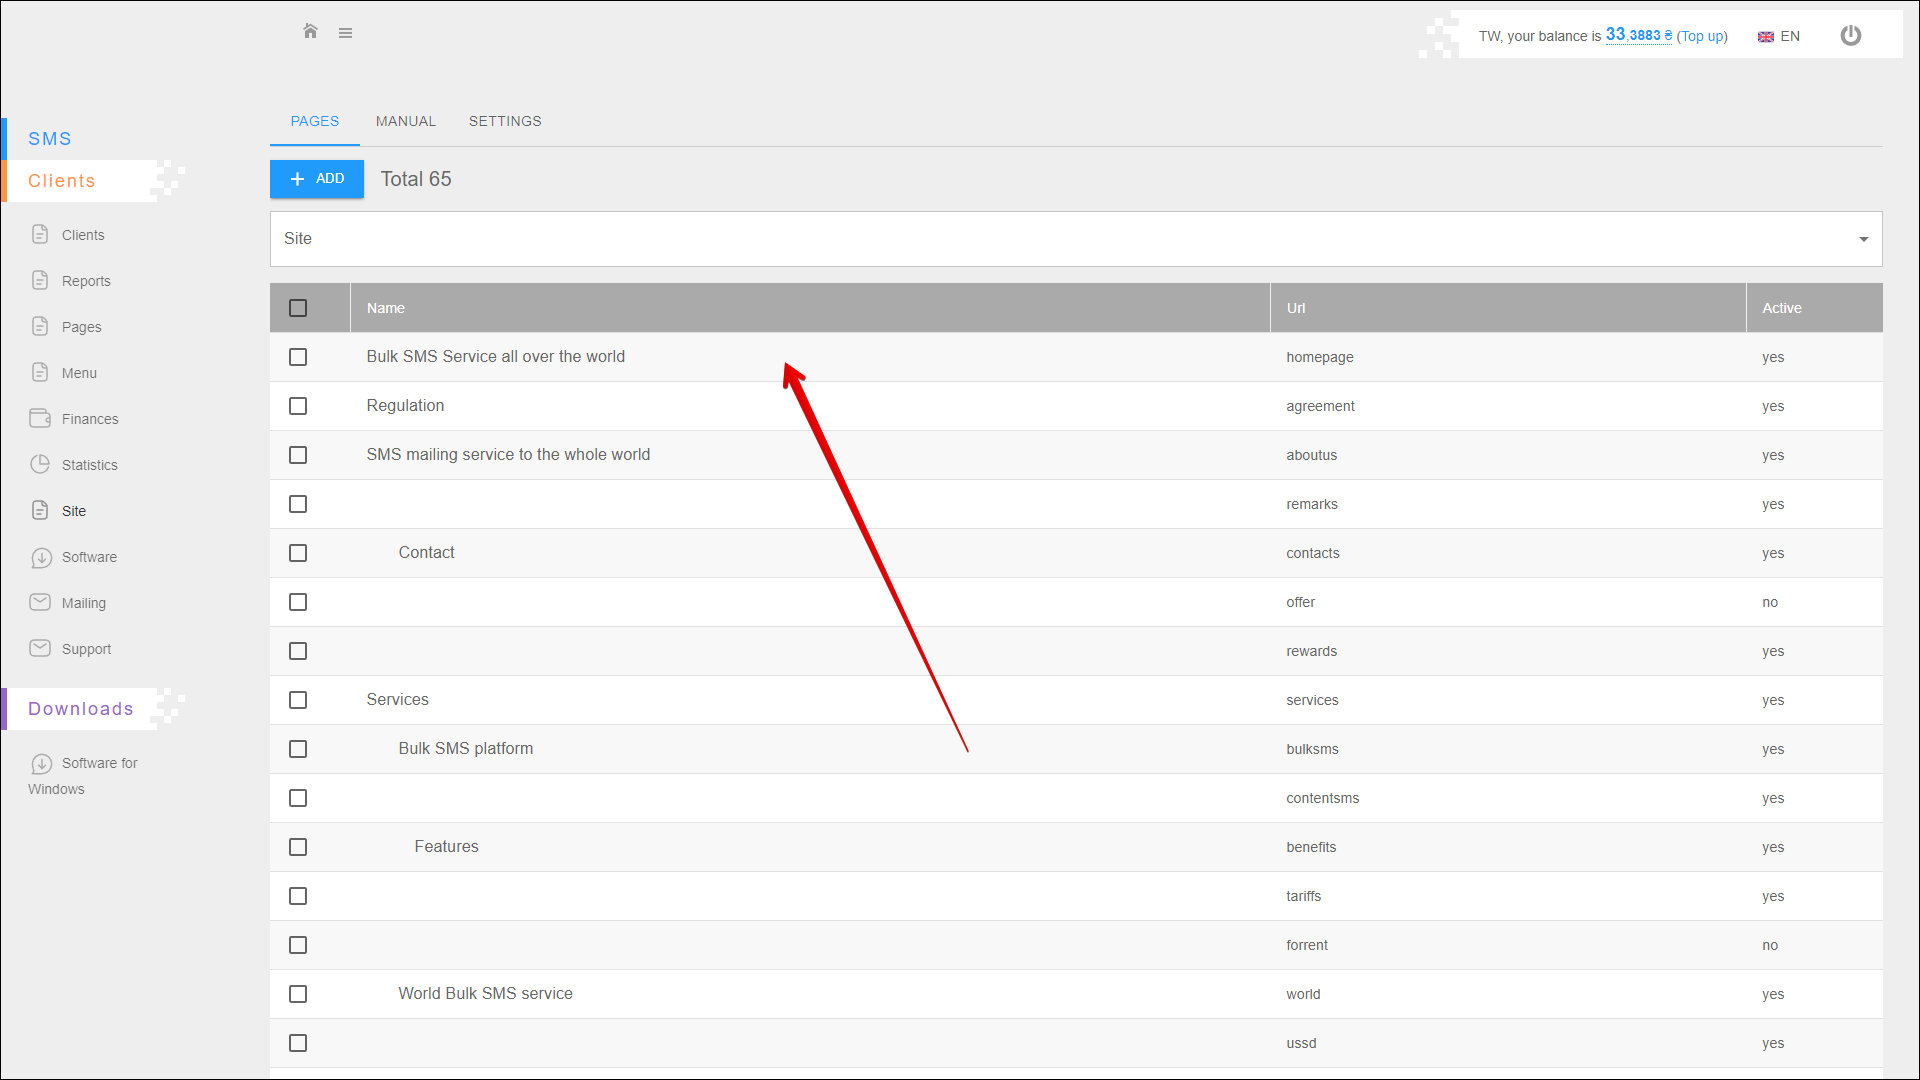 TW, your balance is 33,3883 ₴ (Top up) EN
PAGES MANUAL SETTINGS
SMS
Clients
Clients
Reports
Pages
Menu
Finances
Statistics
Site
Software
Mailing
Support
Downloads
Software for
Windows
ADD Total 65
Site
Name Url Active
Bulk SMS Service all over the world homepage yes
Regulation agreement yes
SMS mailing service to the whole world aboutus yes
remarks yes
Contact contacts yes
offer no
rewards yes
Services services yes
Bulk SMS platform bulksms yes
contentsms yes
Features benefits yes
tariffs yes
forrent no
World Bulk SMS service world yes
ussd yes